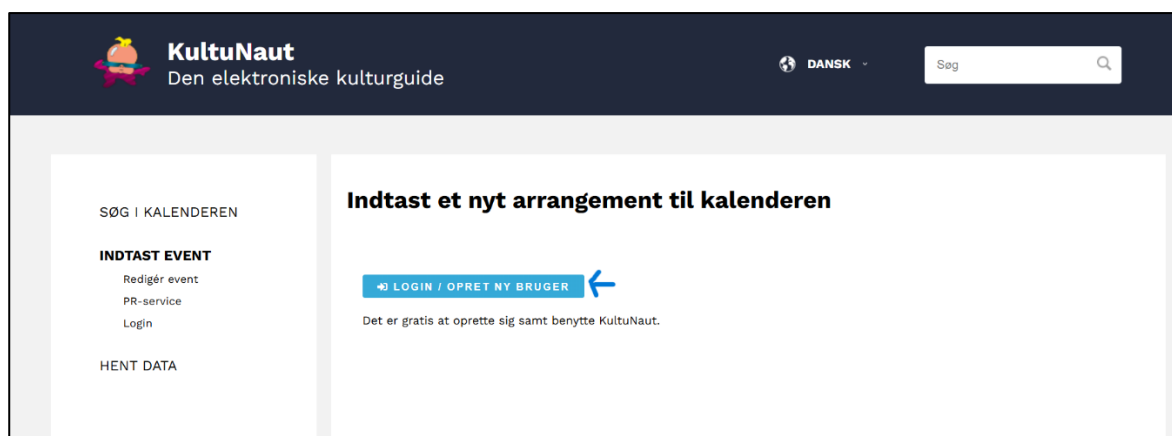 KultuNaut
Den elektroniske kulturguide
DANSK
Søg
SØG I KALENDEREN
INDTAST EVENT
Redigér event
PR-service
Login
HENT DATA
Indtast et nyt arrangement til kalenderen
LOGIN / OPRET NY BRUGER
Det er gratis at oprette sig samt benytte KultuNaut.